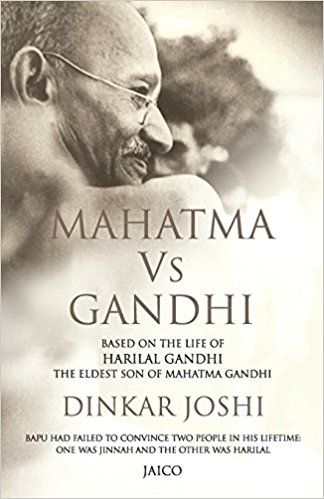 MAHATMA
Vs
GANDHI
BASED ON THE LIFE OF
HARILAL GANDHI
THE ELDEST SON OF MAHATMA GANDHI
DINKAR JOSHI
BAPU HAD FAILED TO CONVINCE TWO PEOPLE IN HIS LIFETIME:
ONE WAS JINNAH AND THE OTHER WAS HARILAL
JAICO